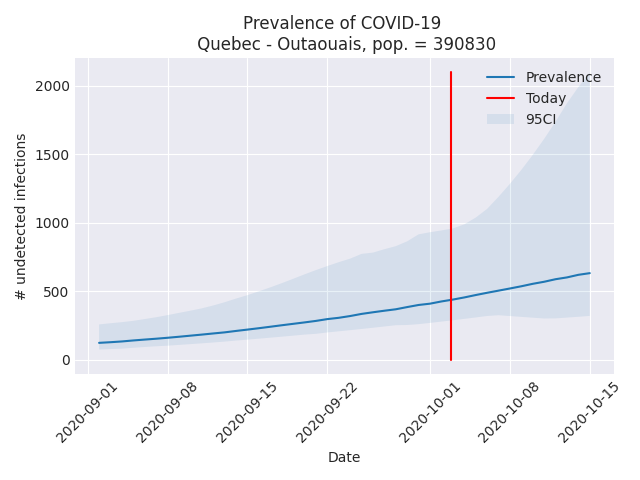 Prevalence of COVID-19
Quebec - Outaouais, pop. = 390830
Prevalence
Today
95CI
# undetected infections
2000
1500
1000
500
0
2020-09-01
2020-09-08
2020-09-15
2020-09-22
2020-10-01
2020-10-08
2020-10-15
Date